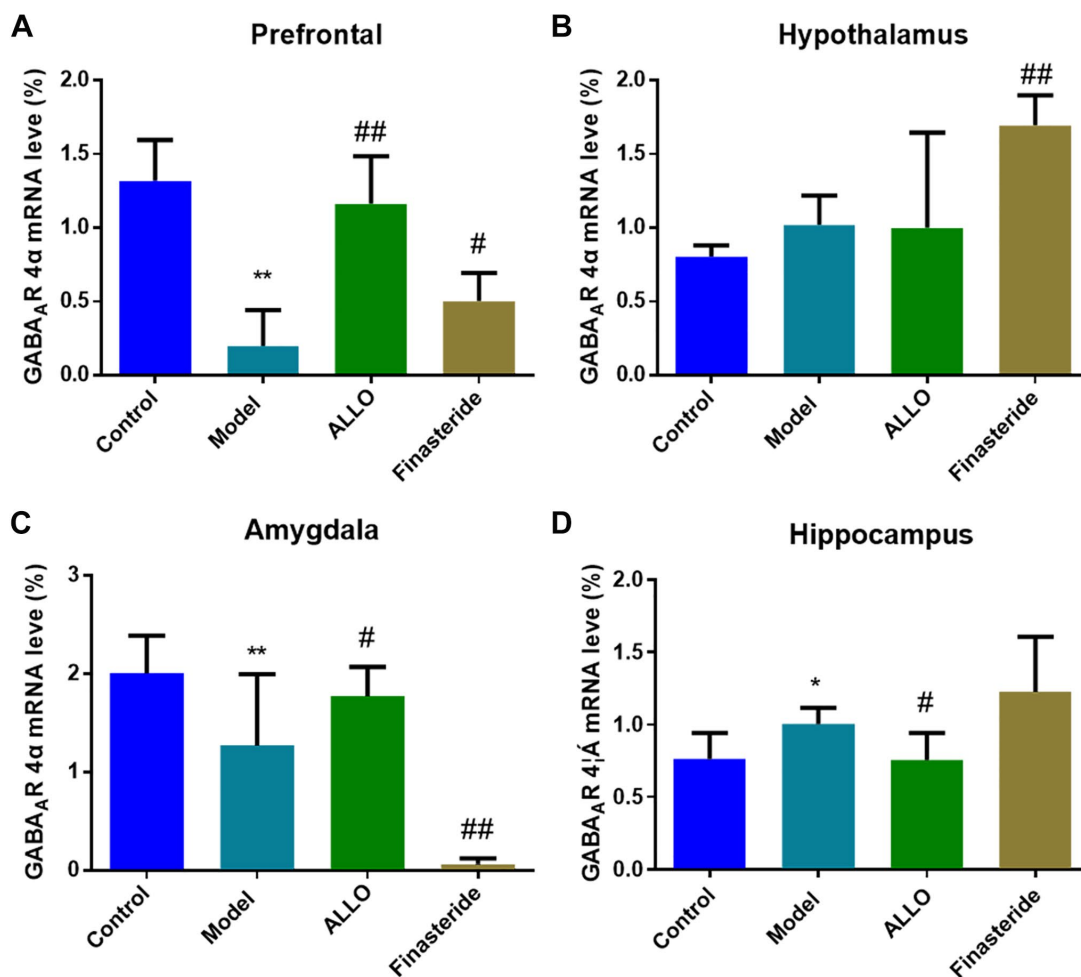 A
Prefrontal
GABAAR 4α mRNA leve (%)
2.0
1.5
1.0
0.5
0.0
**
##
#
Control
Model
ALLO
Finasteride
B
Hypothalamus
GABAAR 4α mRNA leve (%)
2.0
1.5
1.0
0.5
0.0
##
Control
Model
ALLO
Finasteride
C
Amygdala
GABAAR 4α mRNA leve (%)
3
2
1
0
**
#
##
Control
Model
ALLO
Finasteride
D
Hippocampus
GABAAR 4¦Á mRNA leve (%)
2.0
1.5
1.0
0.5
0.0
*
#
Control
Model
ALLO
Finasteride